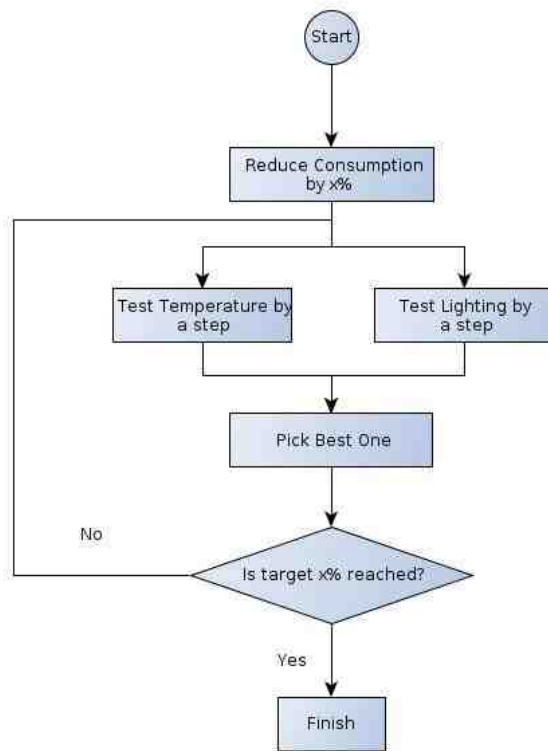 Start
Reduce Consumption
by x%
Test Temperature by
a step
Test Lighting by
a step
Pick Best One
No
Is target x% reached?
Yes
Finish